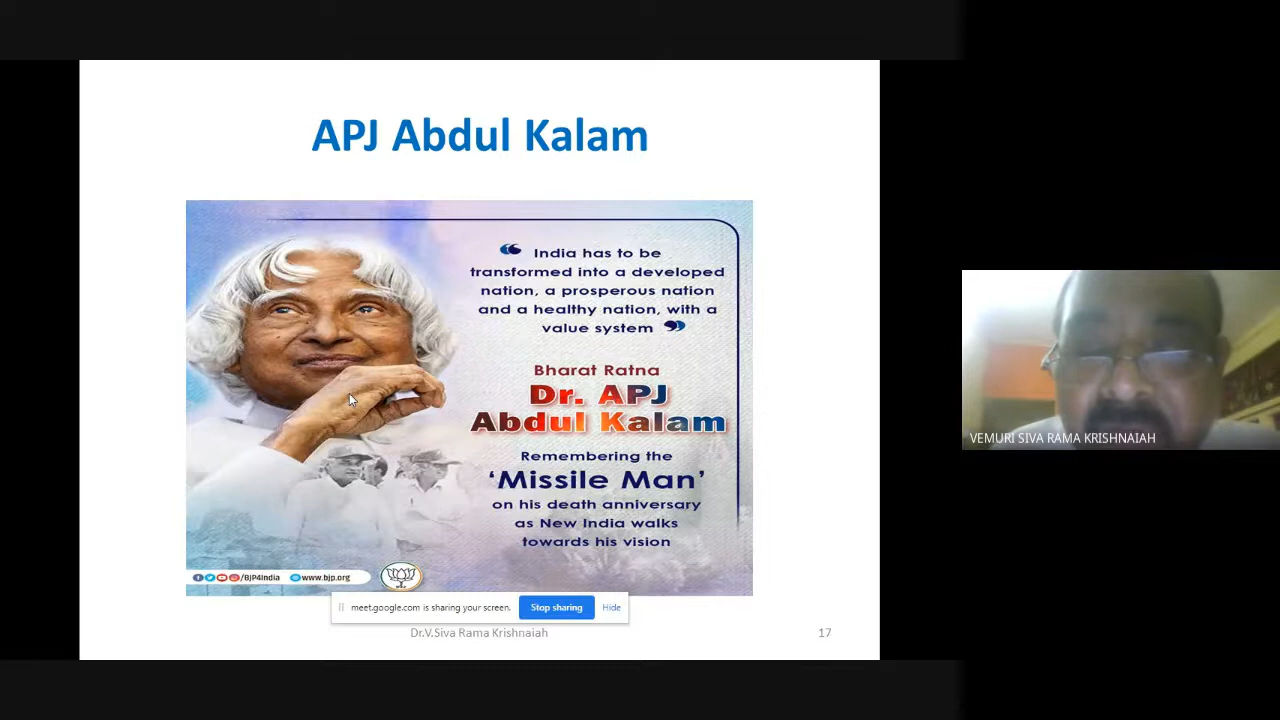 APJ Abdul Kalam
“ India has to be
transformed into a developed
nation, a prosperous nation
and a healthy nation, with a
value system ”
Bharat Ratna
Dr. APJ
Abdul Kalam
Remembering the
‘Missile Man’
on his death anniversary
as New India walks
towards his vision
/BJP4India www.bjp.org
meet.google.com is sharing your screen. Stop sharing Hide
Dr.V.Siva Rama Krishnaiah 17
VEMURI SIVA RAMA KRISHNAIAH